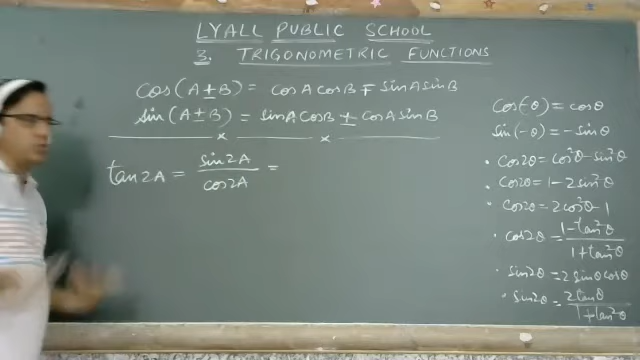 LYALL PUBLIC SCHOOL
3. TRIGONOMETRIC FUNCTIONS
cos(A±B) = cosA cosB ∓ sinA sinB
sin(A±B) = sinA cosB ± cosA sinB
tan2A = sin2A/cos2A =
cos(-θ) = cosθ
sin(-θ) = -sinθ
• cos2θ = cos²θ - sin²θ
• cos2θ = 1 - 2sin²θ
• cos2θ = 2cos²θ - 1
• cos2θ = 1-tan²θ/1+tan²θ
• sin2θ = 2 sinθ cosθ
• sin2θ = 2tanθ/1+tan²θ